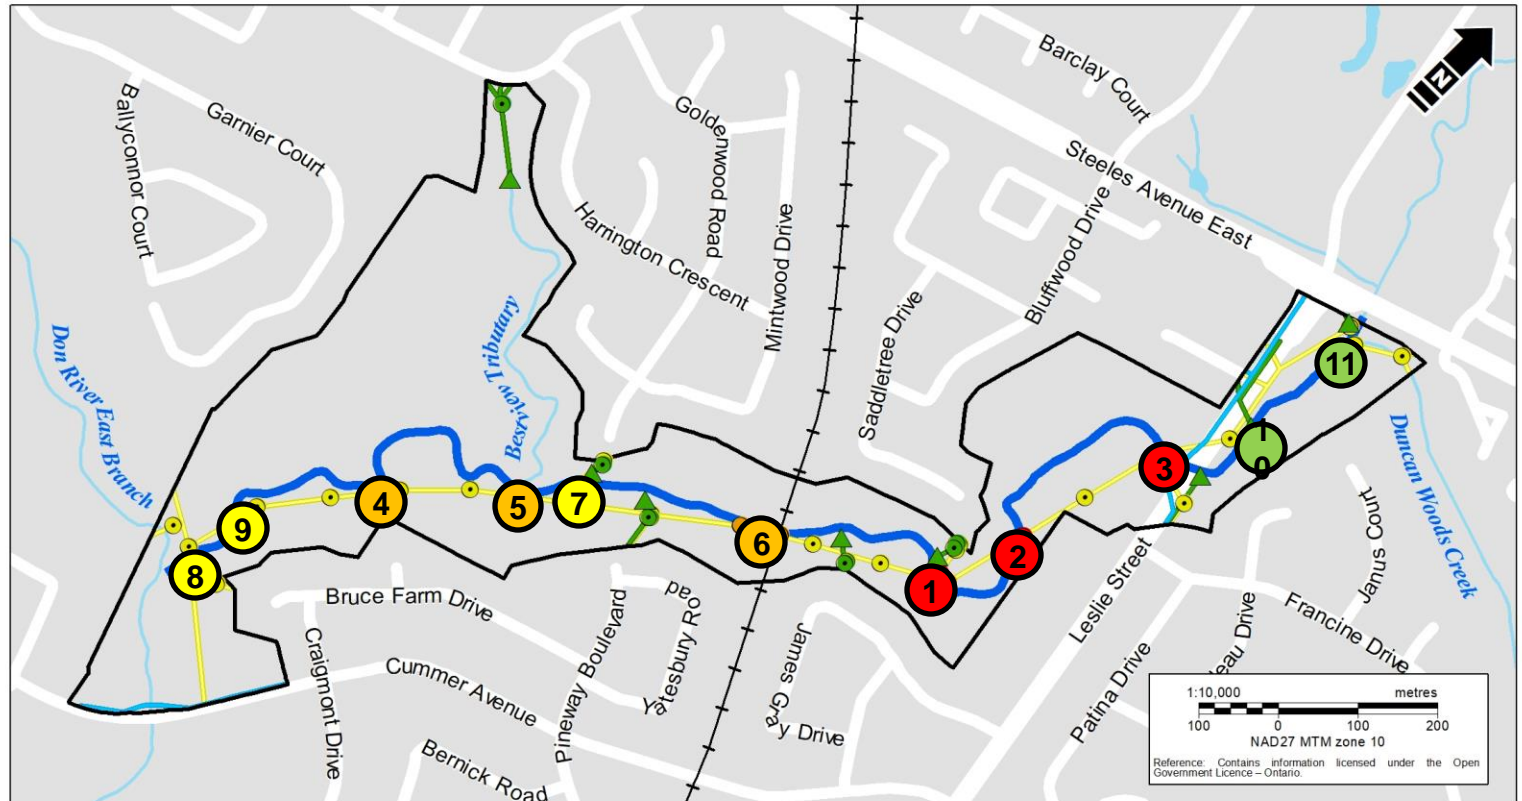 Barclay Court
N
Ballyconnor Court
Garnier Court
Goldenwood Road
Steeles Avenue East
Harrington Crescent
Mintwood Drive
Bluffwood Drive
Saddletree Drive
Don River East Branch
Bestview Tributary
11
1
0
3
Duncan Woods Creek
4
5
7
6
9
2
8
1
Janus Court
Leslie Street
Bruce Farm Drive
Pineway Boulevard
Yatesbury Road
James Gray Drive
Francine Drive
leau Drive
Craigmont Drive
Cummer Avenue
Patina Drive
Bernick Road
1:10,000 metres
100 0 100 200
NAD27 MTM zone 10
Reference: Contains information licensed under the Open
Government Licence – Ontario.